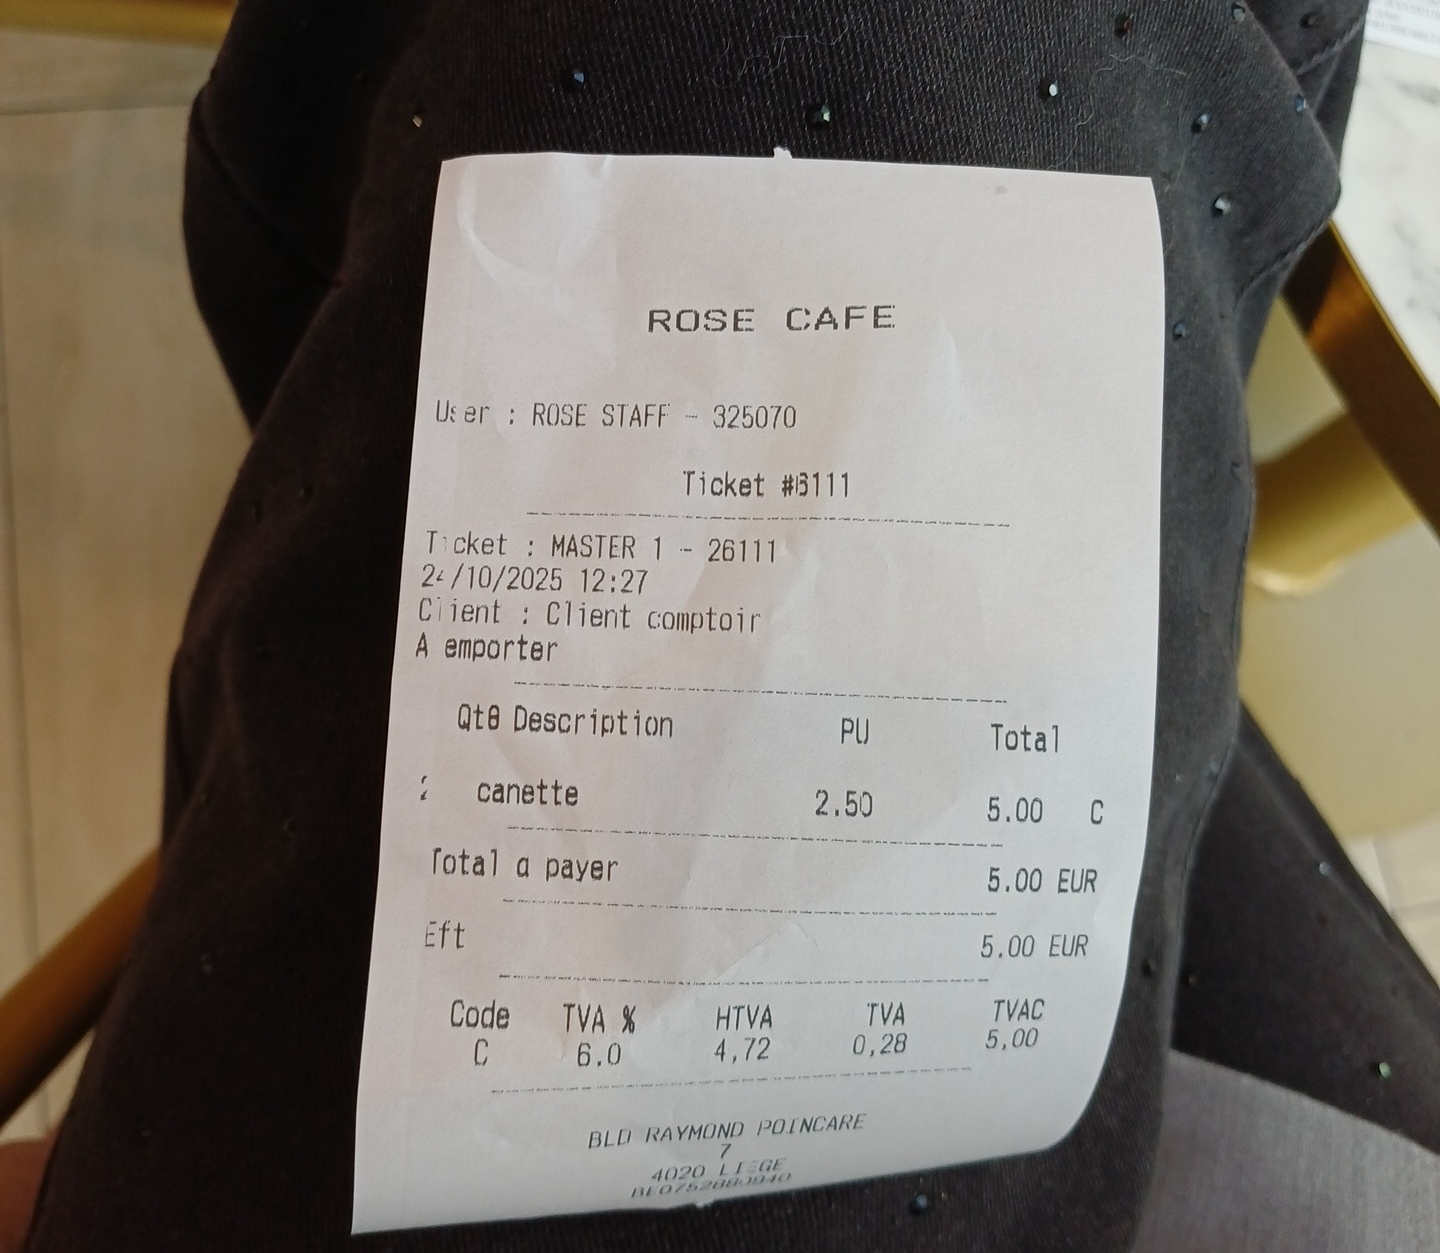 ROSE CAFE
User : ROSE STAFF - 325070
Ticket #6111
Ticket : MASTER 1 - 26111
24/10/2025 12:27
Client : Client comptoir
A emporter
Qté Description PU Total
2 canette 2.50 5.00 C
Total a payer 5.00 EUR
Eft 5.00 EUR
Code TVA % HTVA TVA TVAC
C 6.0 4,72 0,28 5,00
BLD RAYMOND POINCARE
7
4020 LIEGE